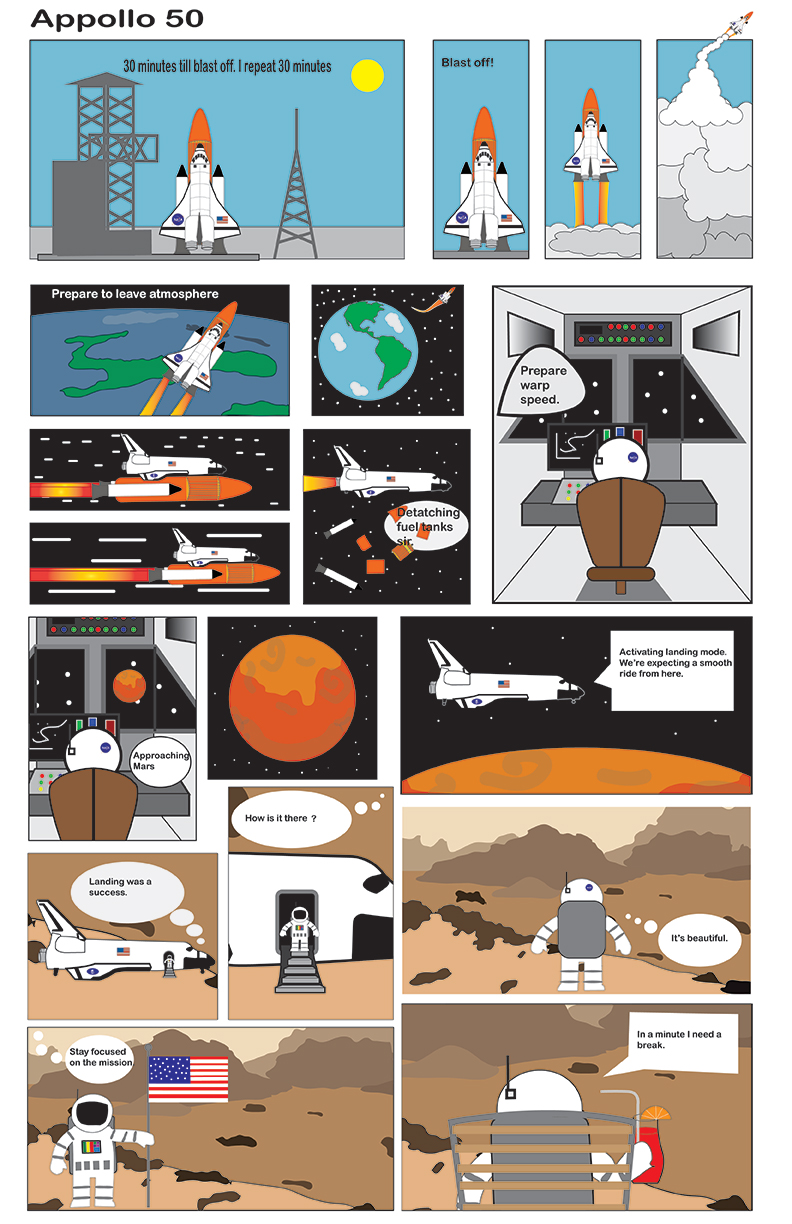 Appollo 50
30 minutes till blast off. I repeat 30 minutes
Blast off!
Prepare to leave atmosphere
Prepare
warp
speed.
Detatching
fuel tanks
sir.
Approaching
Mars
Activating landing mode.
We're expecting a smooth
ride from here.
Landing was a
success.
How is it there ?
It's beautiful.
Stay focused
on the mission
In a minute I need a
break.